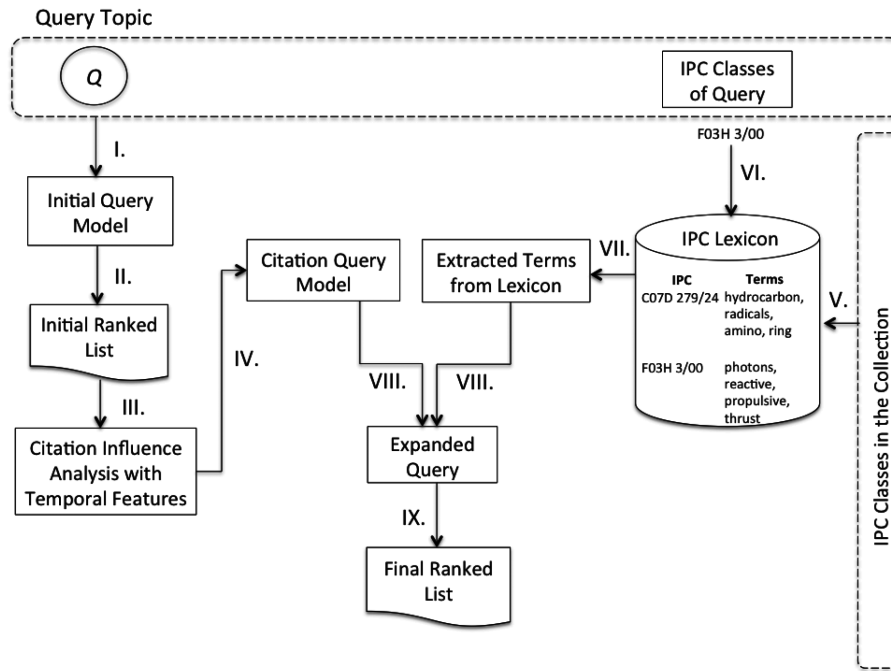 Query Topic
Q
IPC Classes
of Query
F03H 3/00
I.
VI.
Initial Query
Model
II.
Initial Ranked
List
III.
Citation Influence
Analysis with
Temporal Features
IV.
Citation Query
Model
Extracted Terms
from Lexicon
VII.
IPC Lexicon
IPC Terms
C07D 279/24 hydrocarbon,
radicals,
amino, ring
F03H 3/00 photons,
reactive,
propulsive,
thrust
V.
IPC Classes in the Collection
VIII. VIII.
Expanded
Query
IX.
Final Ranked
List